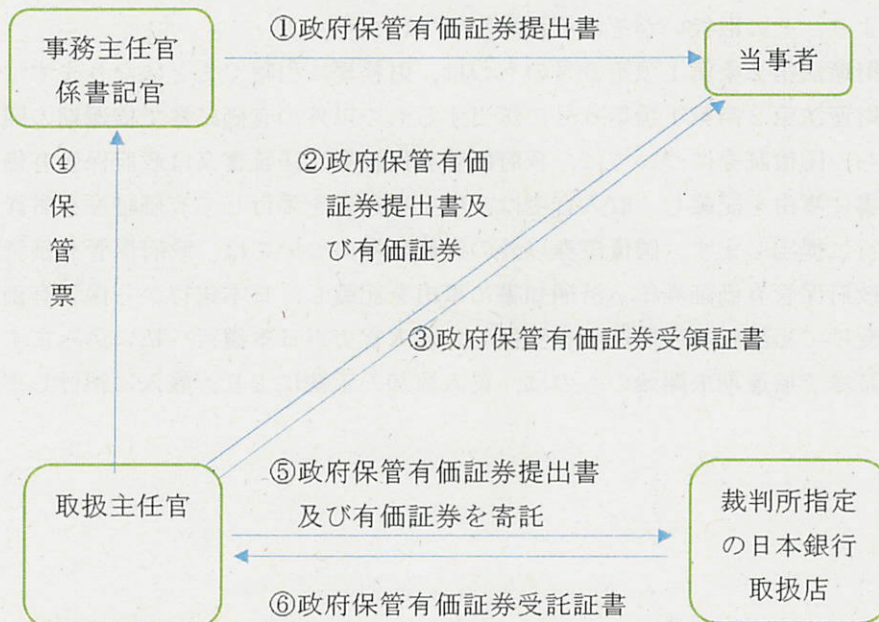 ①政府保管有価証券提出書
事務主任官
係書記官
当事者
④
保
管
票
②政府保管有価
証券提出書及
び有価証券
③政府保管有価証券受領証書
取扱主任官
⑤政府保管有価証券提出書
及び有価証券を寄託
裁判所指定
の日本銀行
取扱店
⑥政府保管有価証券受託証書